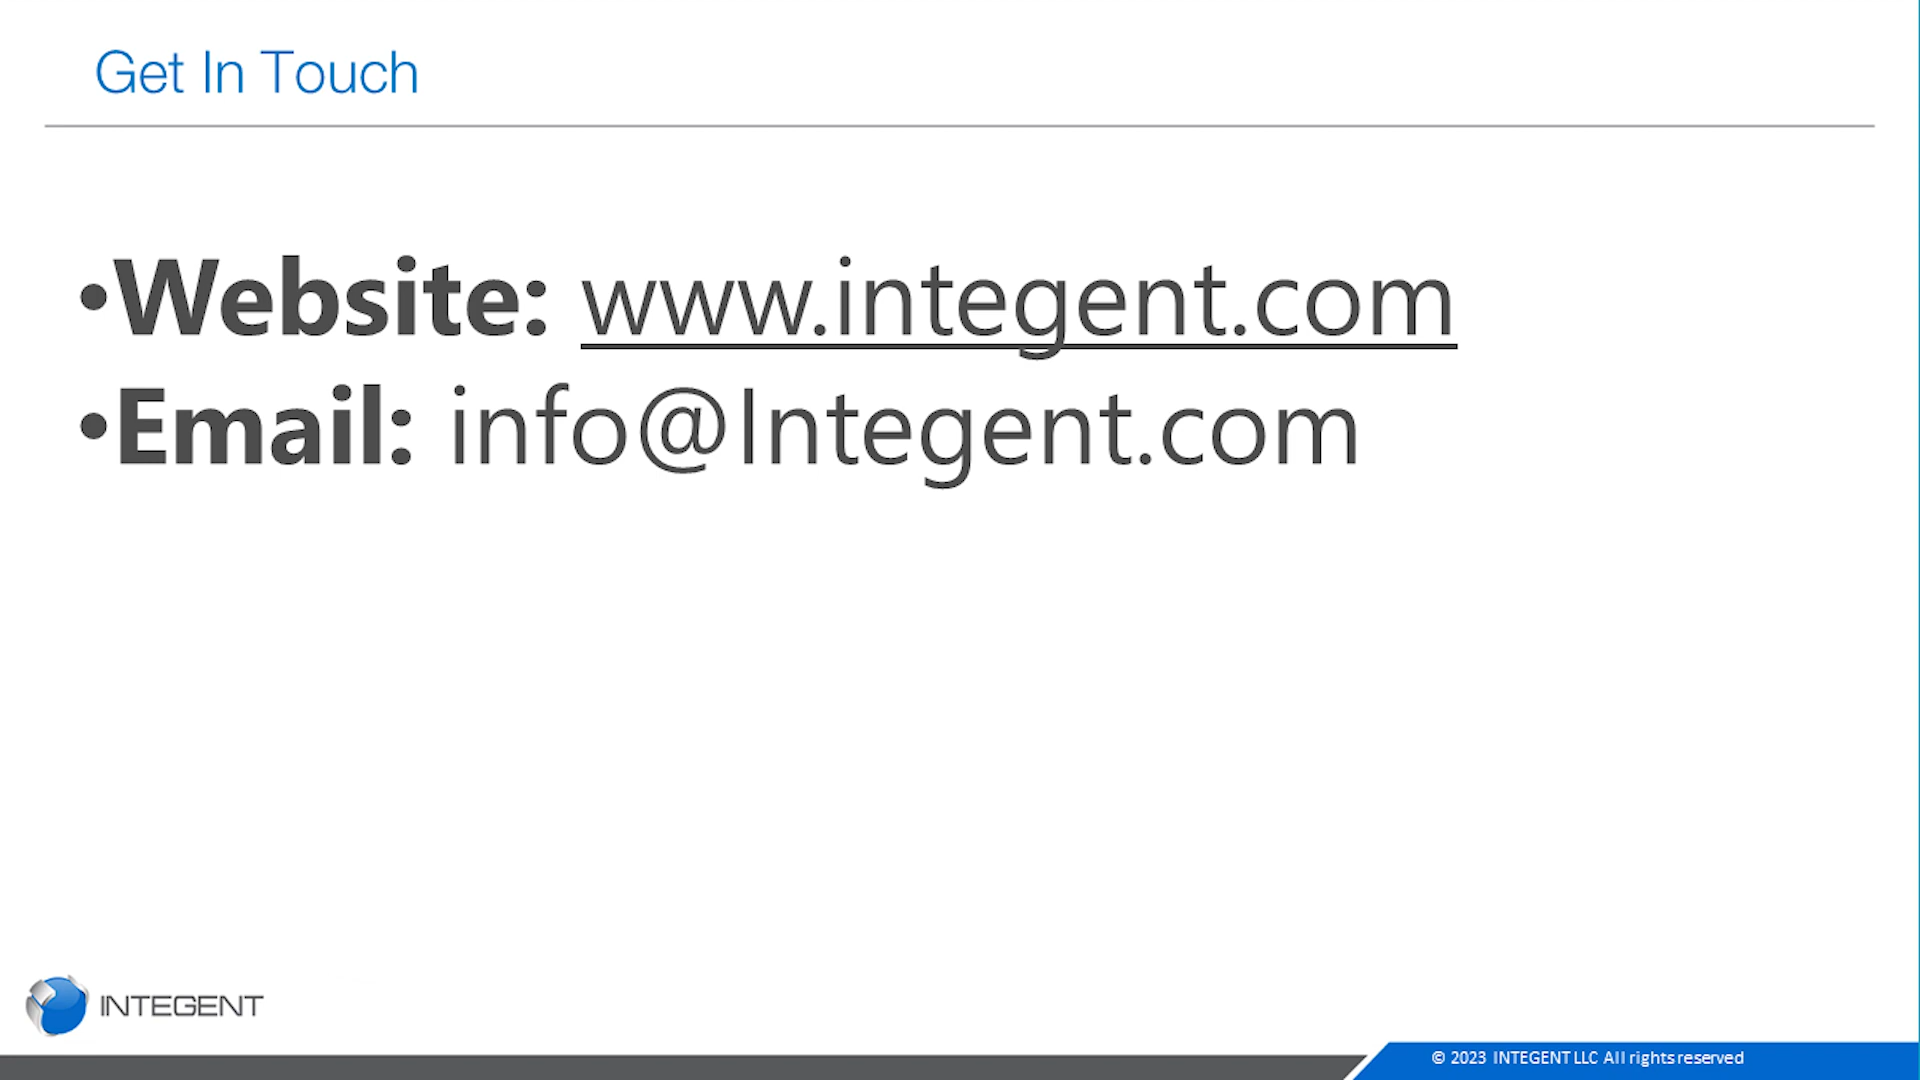 Get In Touch
•Website: www.integent.com
•Email: info@Integent.com
INTEGENT
© 2023 INTEGENT LLC All rights reserved